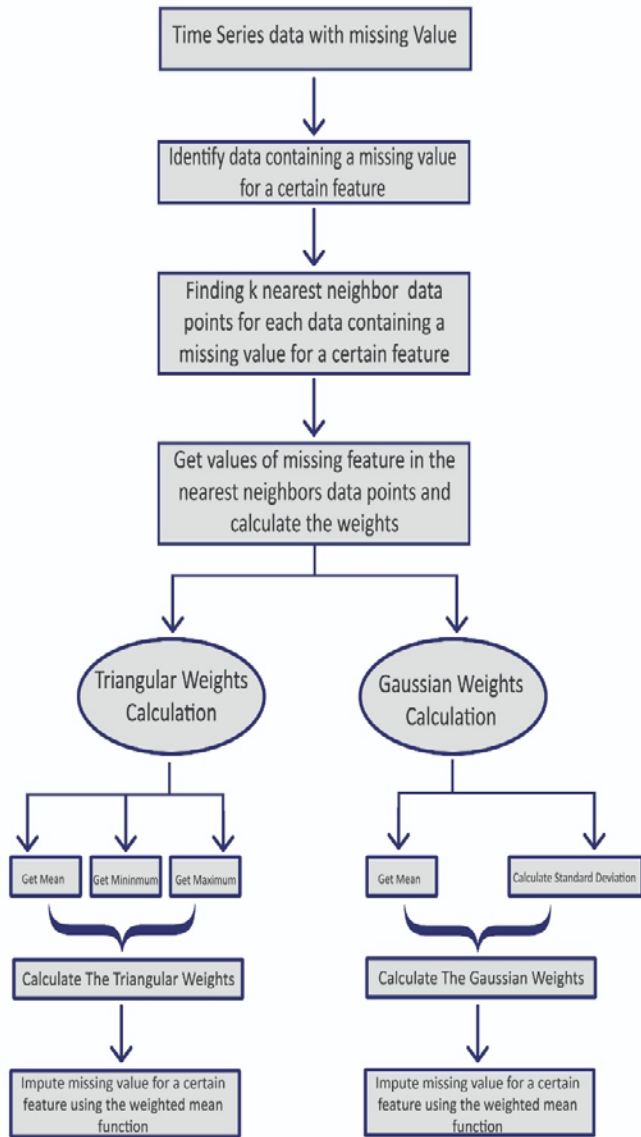 Time Series data with missing Value
Identify data containing a missing value
for a certain feature
Finding k nearest neighbor data
points for each data containing a
missing value for a certain feature
Get values of missing feature in the
nearest neighbors data points and
calculate the weights
Triangular Weights
Calculation
Gaussian Weights
Calculation
Get Mean
Get Mininmum
Get Maximum
Get Mean
Calculate Standard Deviation
Calculate The Triangular Weights
Calculate The Gaussian Weights
Impute missing value for a certain
feature using the weighted mean
function
Impute missing value for a certain
feature using the weighted mean
function